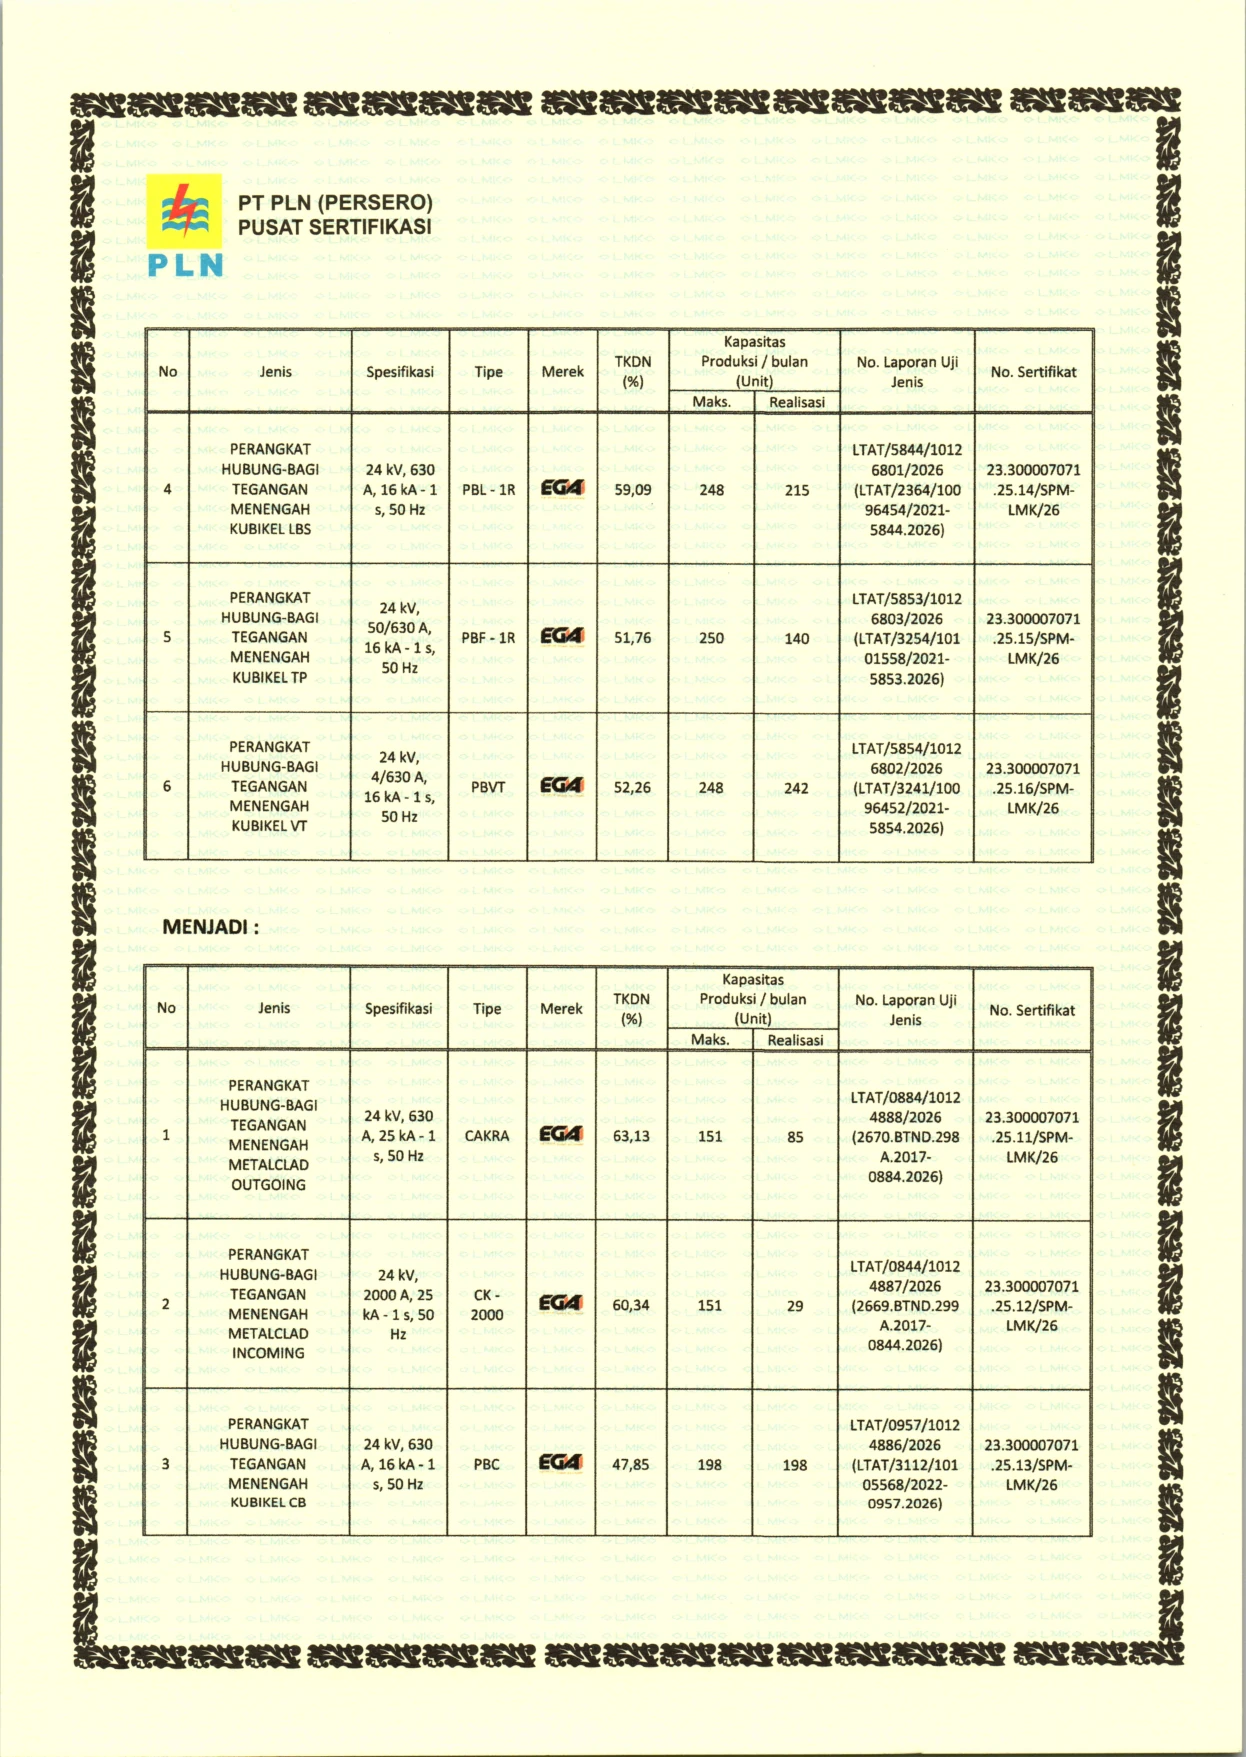 PT PLN (PERSERO)
PUSAT SERTIFIKASI
PLN
No Jenis Spesifikasi Tipe Merek TKDN (%) Kapasitas Produksi / bulan (Unit) No. Laporan Uji Jenis No. Sertifikat
Maks. Realisasi
4
PERANGKAT
HUBUNG-BAGI
TEGANGAN
MENENGAH
KUBIKEL LBS
24 kV, 630
A, 16 kA - 1
s, 50 Hz
PBL - 1R
EGA
59,09
248
215
LTAT/5844/1012
6801/2026
(LTAT/2364/100
96454/2021-
5844.2026)
23.300007071
.25.14/SPM-
LMK/26
5
PERANGKAT
HUBUNG-BAGI
TEGANGAN
MENENGAH
KUBIKEL TP
24 kV,
50/630 A,
16 kA - 1 s,
50 Hz
PBF - 1R
EGA
51,76
250
140
LTAT/5853/1012
6803/2026
(LTAT/3254/101
01558/2021-
5853.2026)
23.300007071
.25.15/SPM-
LMK/26
6
PERANGKAT
HUBUNG-BAGI
TEGANGAN
MENENGAH
KUBIKEL VT
24 kV,
4/630 A,
16 kA - 1 s,
50 Hz
PBVT
EGA
52,26
248
242
LTAT/5854/1012
6802/2026
(LTAT/3241/100
96452/2021-
5854.2026)
23.300007071
.25.16/SPM-
LMK/26
MENJADI :
No Jenis Spesifikasi Tipe Merek TKDN (%) Kapasitas Produksi / bulan (Unit) No. Laporan Uji Jenis No. Sertifikat
Maks. Realisasi
1
PERANGKAT
HUBUNG-BAGI
TEGANGAN
MENENGAH
METALCLAD
OUTGOING
24 kV, 630
A, 25 kA - 1
s, 50 Hz
CAKRA
EGA
63,13
151
85
LTAT/0884/1012
4888/2026
(2670.BTND.298
A.2017-
0884.2026)
23.300007071
.25.11/SPM-
LMK/26
2
PERANGKAT
HUBUNG-BAGI
TEGANGAN
MENENGAH
METALCLAD
INCOMING
24 kV,
2000 A, 25
kA - 1 s, 50
Hz
CK -
2000
EGA
60,34
151
29
LTAT/0844/1012
4887/2026
(2669.BTND.299
A.2017-
0844.2026)
23.300007071
.25.12/SPM-
LMK/26
3
PERANGKAT
HUBUNG-BAGI
TEGANGAN
MENENGAH
KUBIKEL CB
24 kV, 630
A, 16 kA - 1
s, 50 Hz
PBC
EGA
47,85
198
198
LTAT/0957/1012
4886/2026
(LTAT/3112/101
05568/2022-
0957.2026)
23.300007071
.25.13/SPM-
LMK/26